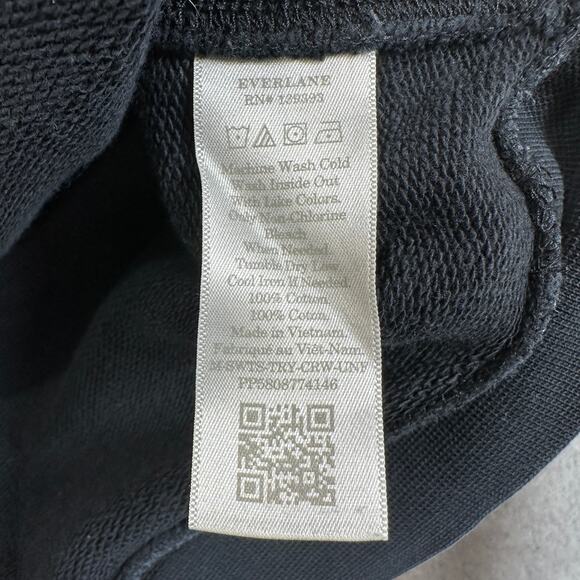 EVERLANE
RN# 139593
Machine Wash Cold
Wash Inside Out
With Like Colors.
Only Non-Chlorine
Bleach
When Needed.
Tumble Dry Low.
Cool Iron if Needed.
100% Cotton.
100% Coton.
Made in Vietnam.
Fabriqué au Viêt-Nam.
M-SWTS-TRY-CRW-UNF
PP5808774146